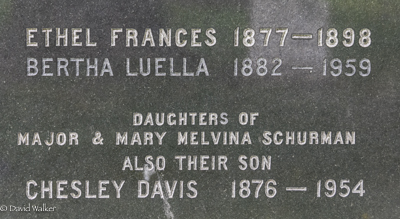 ETHEL FRANCES 1877—1898
BERTHA LUELLA 1882—1959
DAUGHTERS OF
MAJOR & MARY MELVINA SCHURMAN
ALSO THEIR SON
CHESLEY DAVIS 1876 — 1954
© David Walker